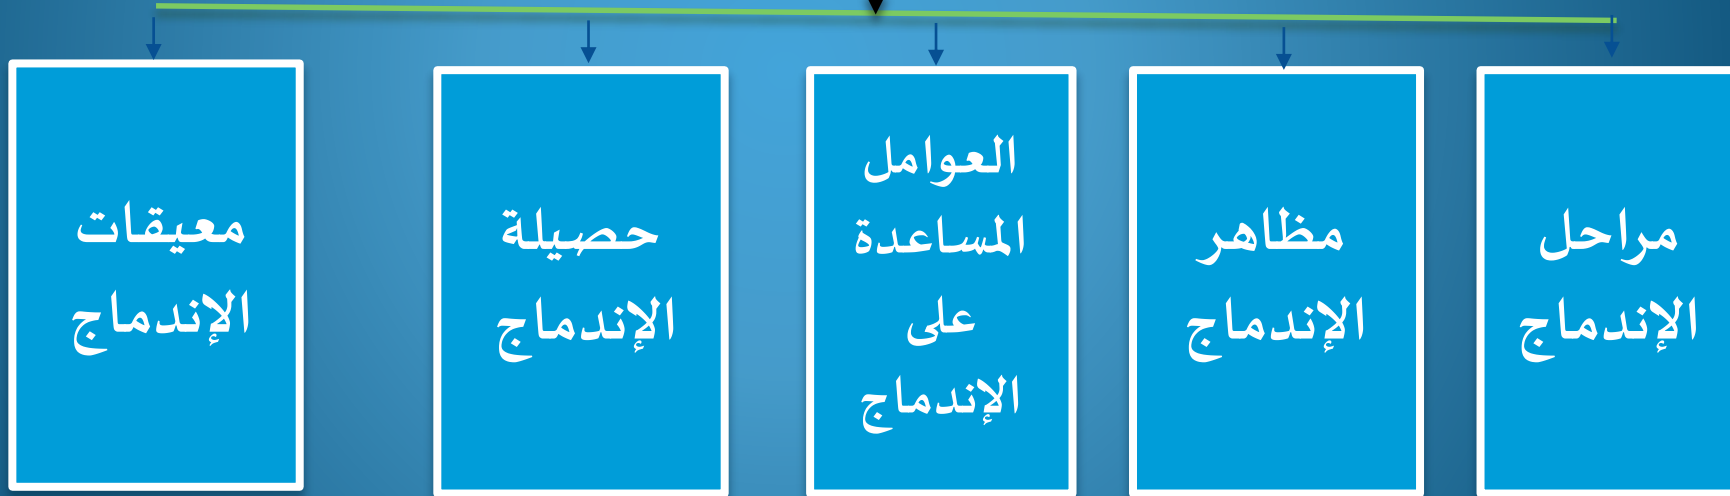 مراحل
الإندماج
مظاهر
الإندماج
العوامل
المساعدة
على
الإندماج
حصيلة
الإندماج
معيقات
الإندماج